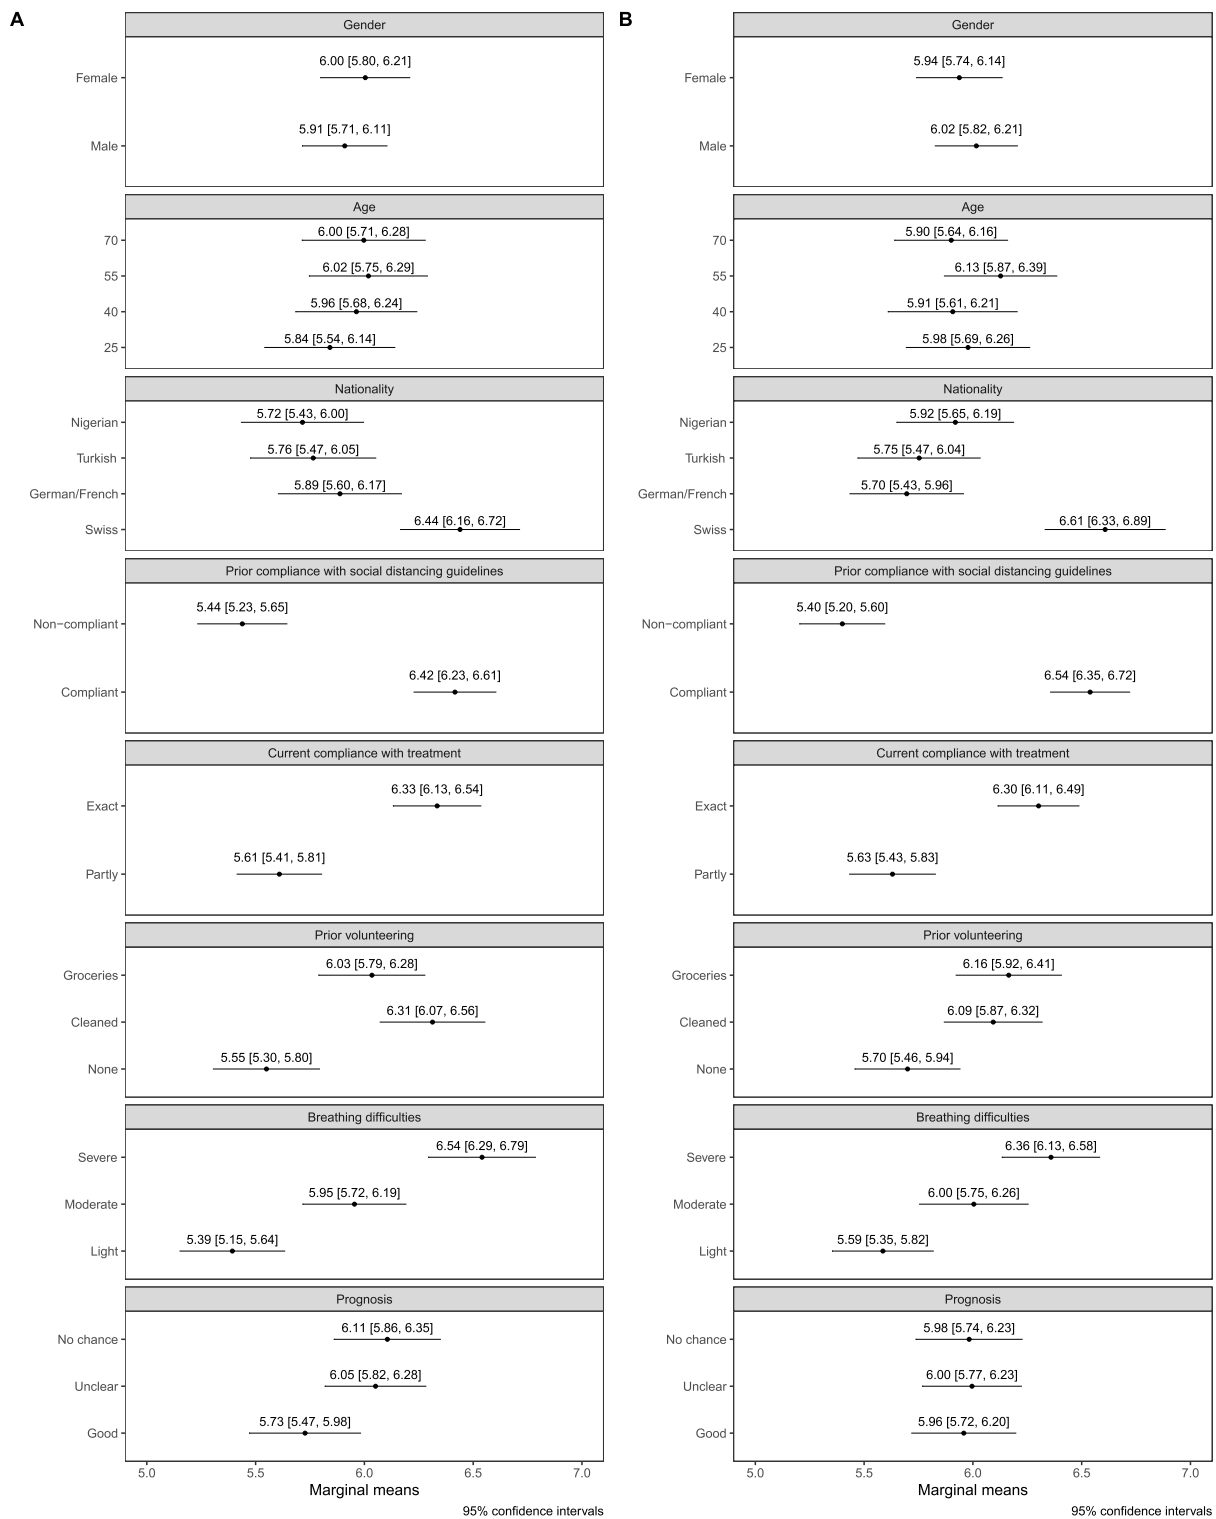 A
Gender
Female
6.00 [5.80, 6.21]
Male
5.91 [5.71, 6.11]
Age
70
6.00 [5.71, 6.28]
55
6.02 [5.75, 6.29]
40
5.96 [5.68, 6.24]
25
5.84 [5.54, 6.14]
Nationality
Nigerian
5.72 [5.43, 6.00]
Turkish
5.76 [5.47, 6.05]
German/French
5.89 [5.60, 6.17]
Swiss
6.44 [6.16, 6.72]
Prior compliance with social distancing guidelines
Non−compliant
5.44 [5.23, 5.65]
Compliant
6.42 [6.23, 6.61]
Current compliance with treatment
Exact
6.33 [6.13, 6.54]
Partly
5.61 [5.41, 5.81]
Prior volunteering
Groceries
6.03 [5.79, 6.28]
Cleaned
6.31 [6.07, 6.56]
None
5.55 [5.30, 5.80]
Breathing difficulties
Severe
6.54 [6.29, 6.79]
Moderate
5.95 [5.72, 6.19]
Light
5.39 [5.15, 5.64]
Prognosis
No chance
6.11 [5.86, 6.35]
Unclear
6.05 [5.82, 6.28]
Good
5.73 [5.47, 5.98]
5.0 5.5 6.0 6.5 7.0
Marginal means
95% confidence intervals
B
Gender
Female
5.94 [5.74, 6.14]
Male
6.02 [5.82, 6.21]
Age
70
5.90 [5.64, 6.16]
55
6.13 [5.87, 6.39]
40
5.91 [5.61, 6.21]
25
5.98 [5.69, 6.26]
Nationality
Nigerian
5.92 [5.65, 6.19]
Turkish
5.75 [5.47, 6.04]
German/French
5.70 [5.43, 5.96]
Swiss
6.61 [6.33, 6.89]
Prior compliance with social distancing guidelines
Non−compliant
5.40 [5.20, 5.60]
Compliant
6.54 [6.35, 6.72]
Current compliance with treatment
Exact
6.30 [6.11, 6.49]
Partly
5.63 [5.43, 5.83]
Prior volunteering
Groceries
6.16 [5.92, 6.41]
Cleaned
6.09 [5.87, 6.32]
None
5.70 [5.46, 5.94]
Breathing difficulties
Severe
6.36 [6.13, 6.58]
Moderate
6.00 [5.75, 6.26]
Light
5.59 [5.35, 5.82]
Prognosis
No chance
5.98 [5.74, 6.23]
Unclear
6.00 [5.77, 6.23]
Good
5.96 [5.72, 6.20]
5.0 5.5 6.0 6.5 7.0
Marginal means
95% confidence intervals